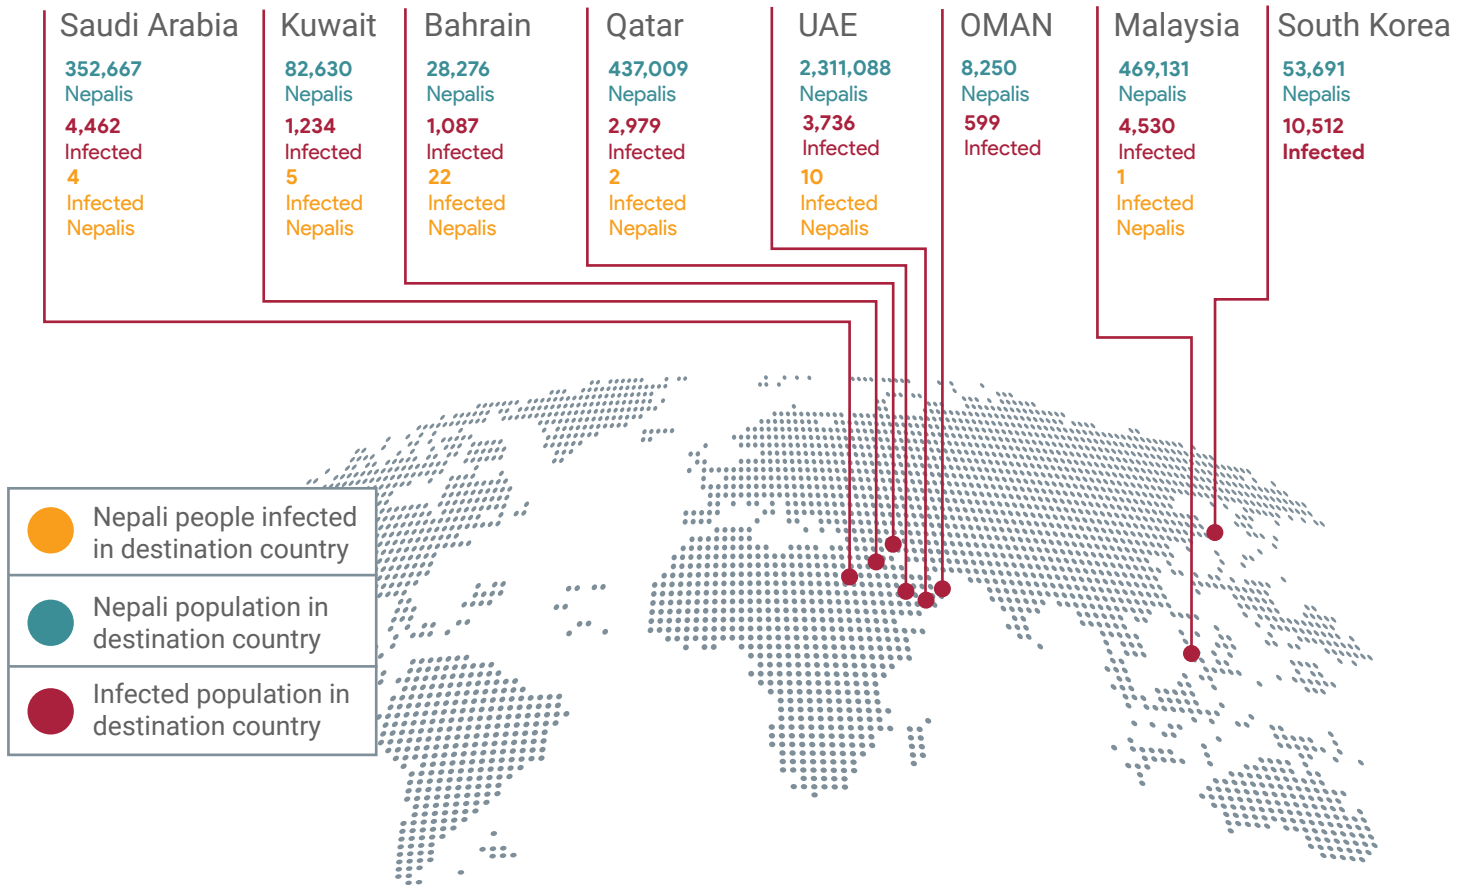 Saudi Arabia
352,667
Nepalis
4,462
Infected
4
Infected
Nepalis
Kuwait
82,630
Nepalis
1,234
Infected
5
Infected
Nepalis
Bahrain
28,276
Nepalis
1,087
Infected
22
Infected
Nepalis
Qatar
437,009
Nepalis
2,979
Infected
2
Infected
Nepalis
UAE
2,311,088
Nepalis
3,736
Infected
10
Infected
Nepalis
OMAN
8,250
Nepalis
599
Infected
Malaysia
469,131
Nepalis
4,530
Infected
1
Infected
Nepalis
South Korea
53,691
Nepalis
10,512
Infected
Nepali people infected
in destination country
Nepali population in
destination country
Infected population in
destination country